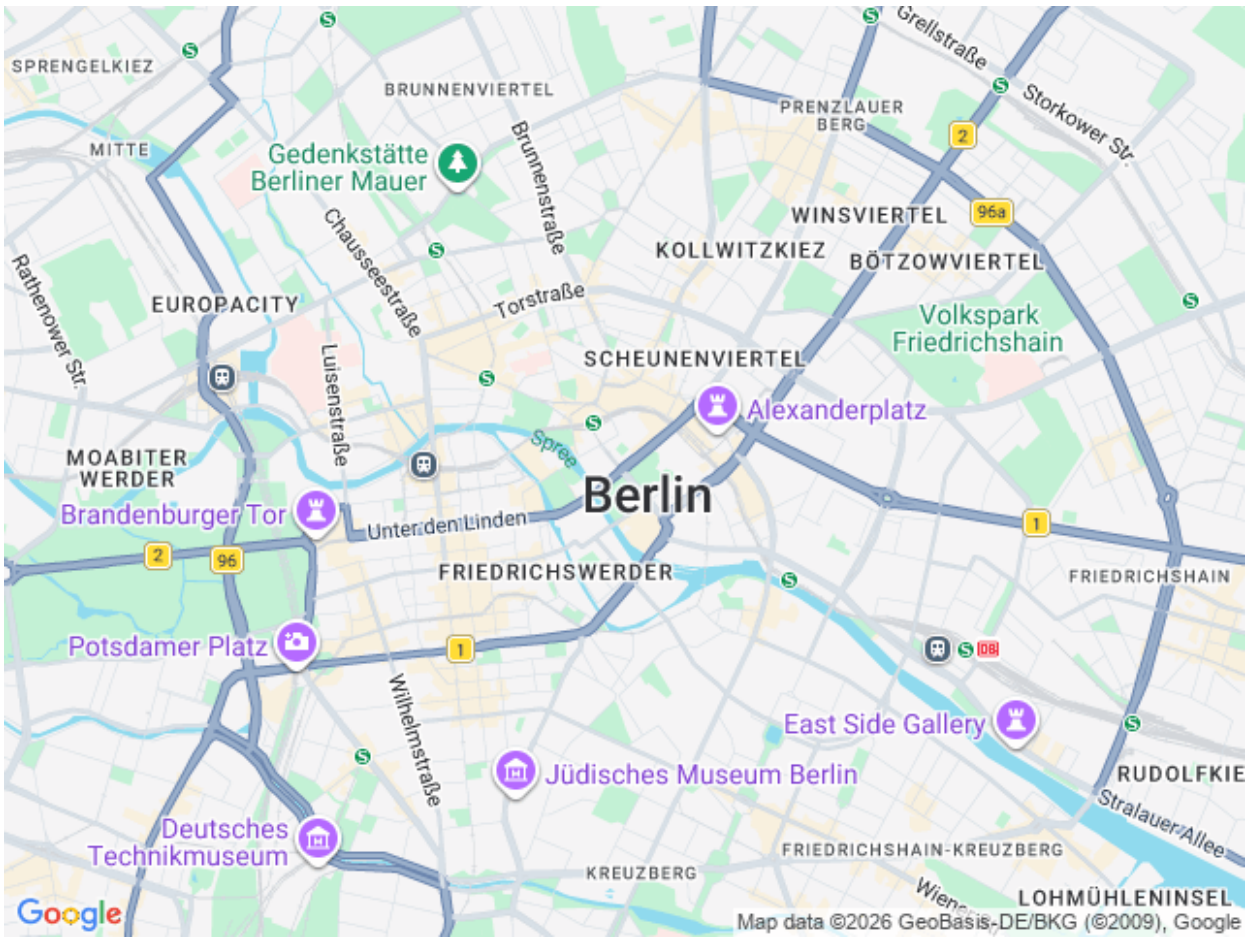 Grellstraße
SPRENGELKIEZ
BRUNNENVIERTEL
Storkower Str.
PRENZLAUER
BERG
2
MITTE
Gedenkstätte
Berliner Mauer
Brunnenstraße
WINSVIERTEL
96a
Chausseestraße
KOLLWITZKIEZ
BÖTZOWVIERTEL
Rathenower Str.
EUROPACITY
Torstraße
Volkspark
Friedrichshain
Luisenstraße
SCHEUNENVIERTEL
Alexanderplatz
MOABITER
WERDER
Spree
Berlin
Brandenburger Tor
Unter den Linden
1
2
96
FRIEDRICHSWERDER
FRIEDRICHSHAIN
Potsdamer Platz
1
S
DB
Wilhelmstraße
East Side Gallery
Jüdisches Museum Berlin
RUDOLFKIE
Stralauer Allee
Deutsches
Technikmuseum
FRIEDRICHSHAIN-KREUZBERG
KREUZBERG
LOHMÜHLENINSEL
Google
Map data ©2026 GeoBasis-DE/BKG (©2009), Google